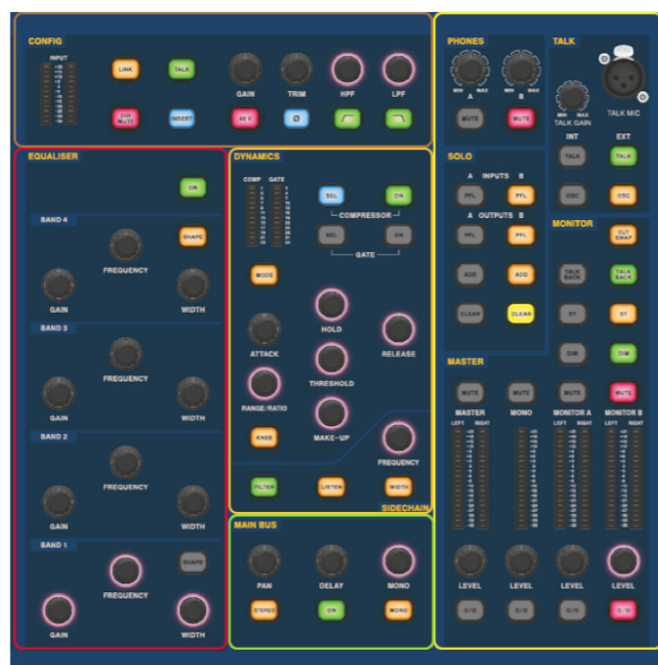 CONFIG
INPUT
LINK
TALK
GAIN
TRIM
HPF
LPF
DIR MUTE
INSERT
48 V
Ø
EQUALISER
ON
BAND 4
SHAPE
FREQUENCY
GAIN
WIDTH
BAND 3
FREQUENCY
GAIN
WIDTH
BAND 2
FREQUENCY
GAIN
WIDTH
BAND 1
SHAPE
FREQUENCY
GAIN
WIDTH
DYNAMICS
COMP GATE
SEL
ON
COMPRESSOR
SEL
ON
GATE
MODE
HOLD
ATTACK
RELEASE
THRESHOLD
RANGE/RATIO
MAKE-UP
KNEE
FREQUENCY
FILTER
LISTEN
WIDTH
SIDECHAIN
MAIN BUS
PAN
DELAY
MONO
STEREO
ON
MONO
PHONES
MIN MAX
MIN MAX
A
B
MUTE
MUTE
TALK
MIN MAX
TALK GAIN
TALK MIC
INT
EXT
TALK
TALK
OSC
OSC
SOLO
A INPUTS B
PFL
PFL
A OUTPUTS B
PFL
PFL
ADD
ADD
CLEAR
CLEAR
MONITOR
OUT SWAP
TALK BACK
TALK BACK
ST
ST
DIM
DIM
MASTER
MUTE
MUTE
MUTE
MUTE
MASTER
MONO
MONITOR A
MONITOR B
LEFT RIGHT
LEFT RIGHT
LEFT RIGHT
LEVEL
LEVEL
LEVEL
LEVEL
C/O
C/O
C/O
C/O